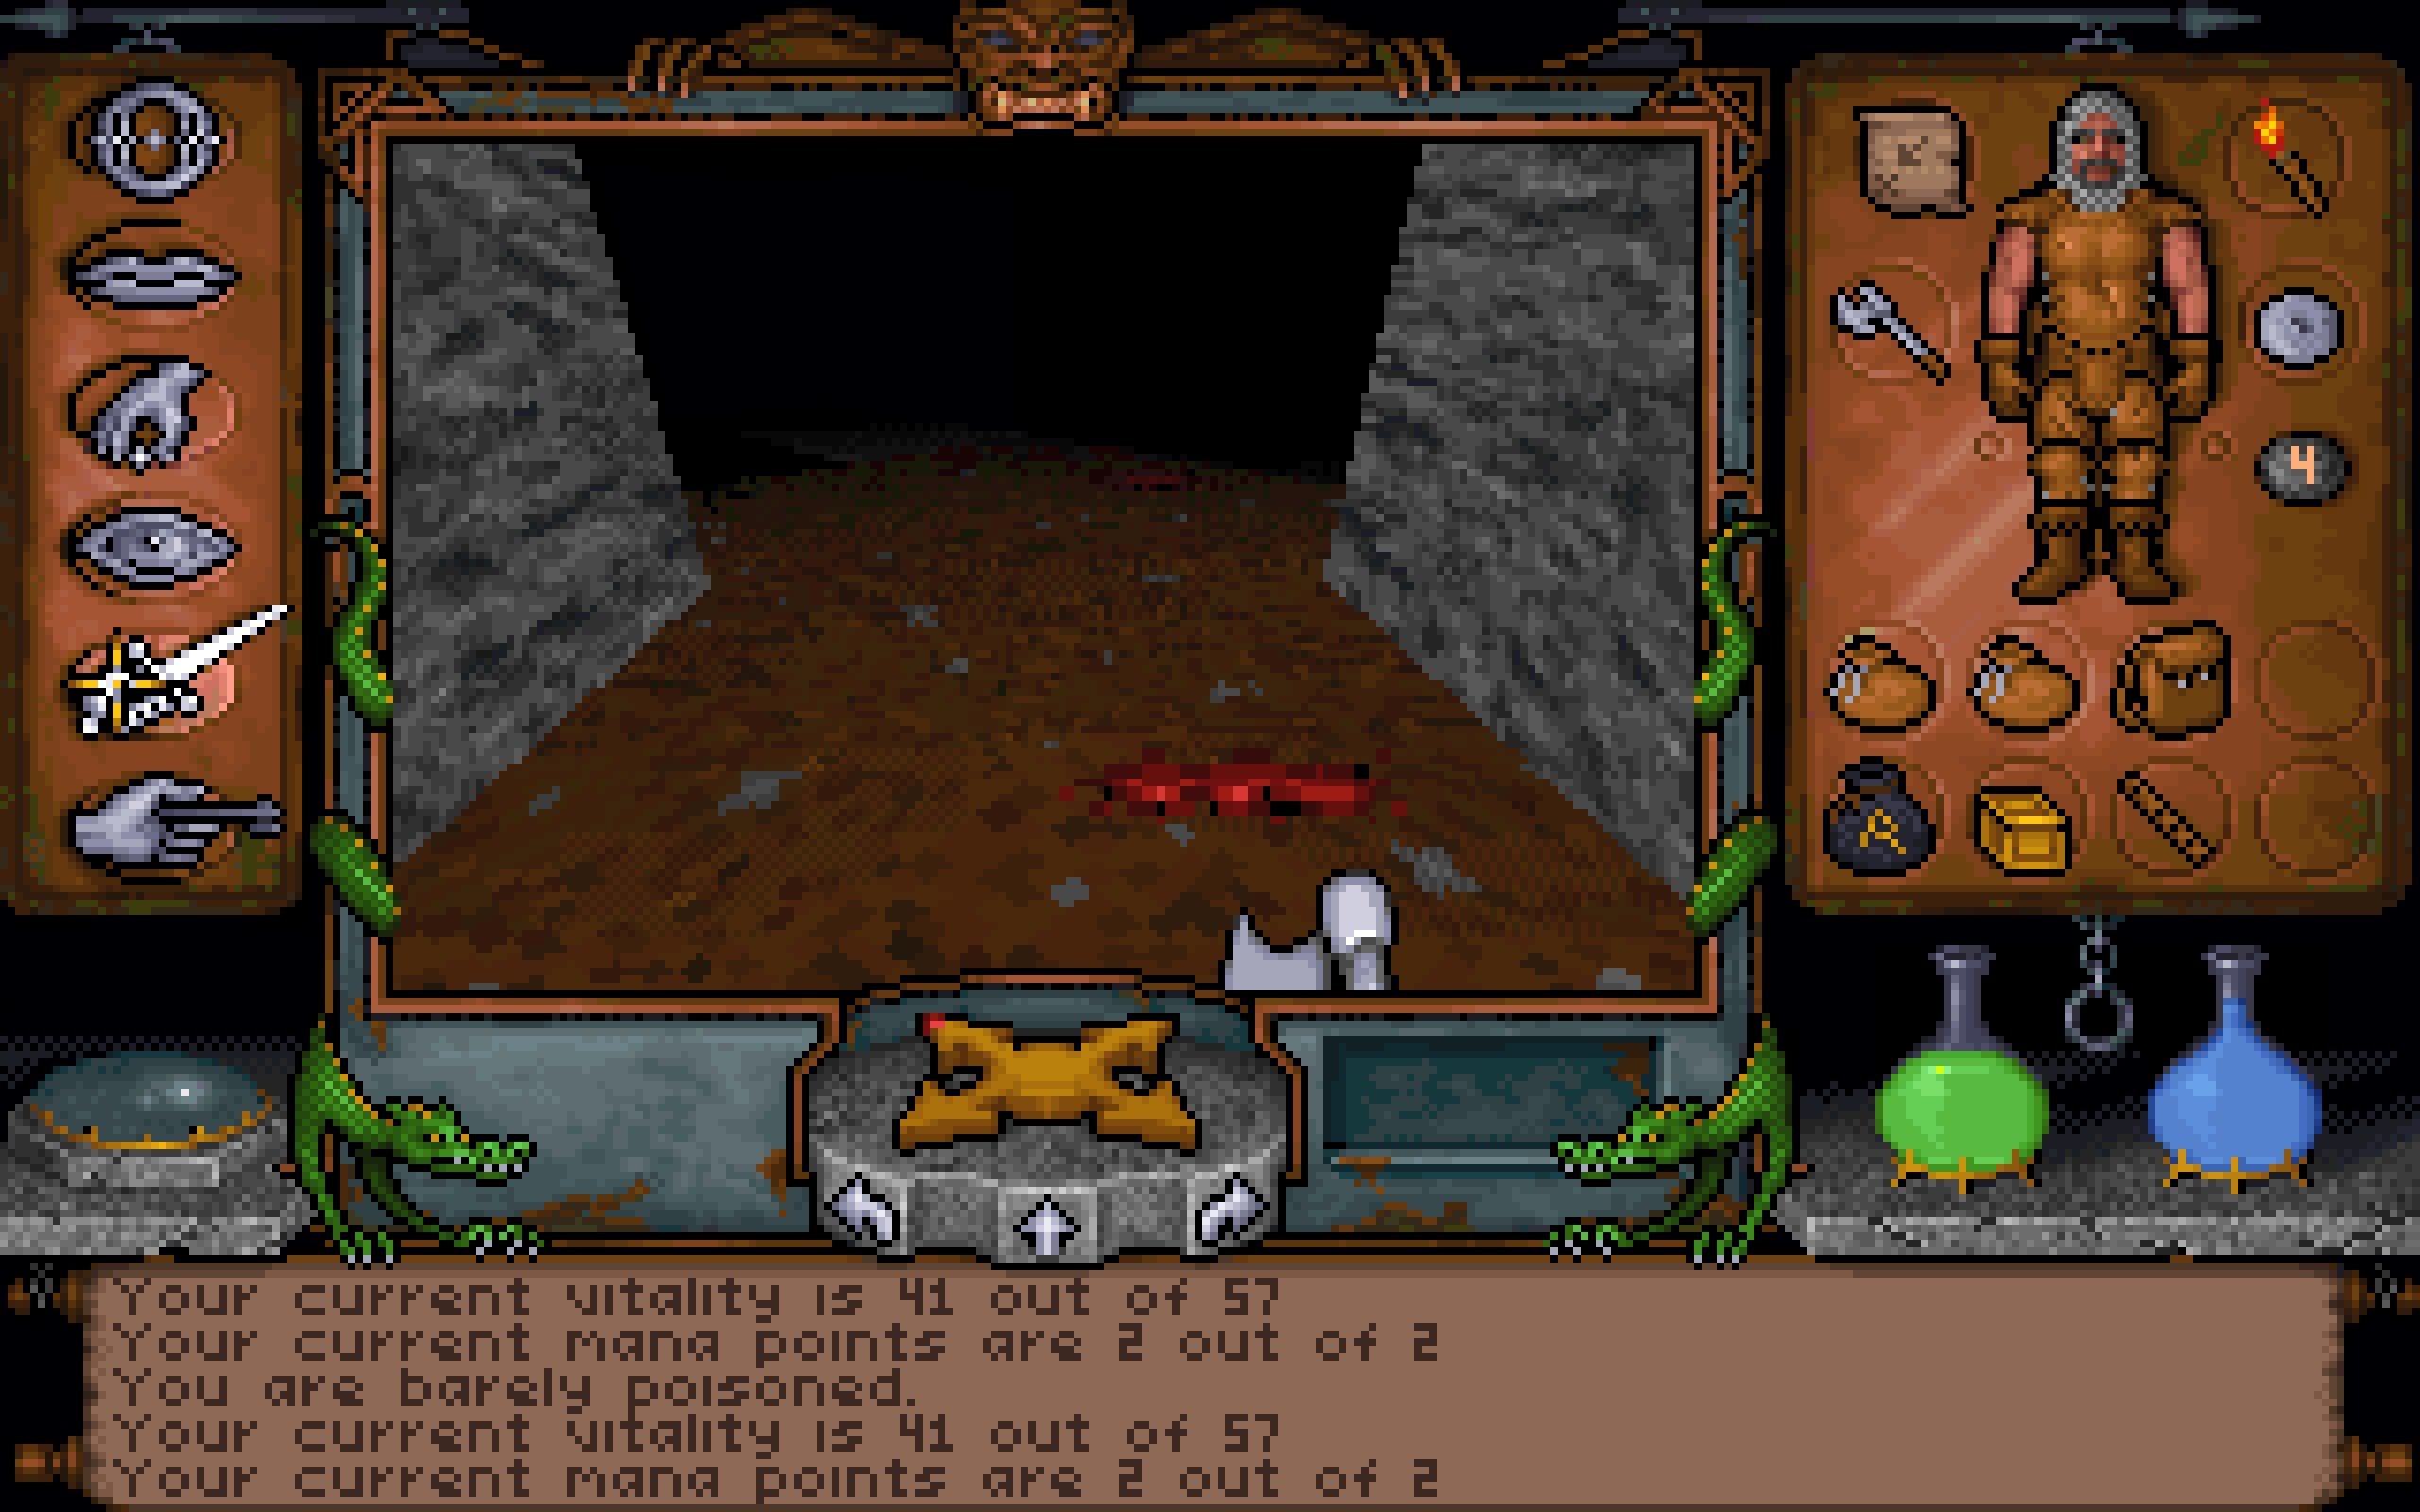 4
Your current vitality is 41 out of 57
Your current mana points are 2 out of 2
You are barely poisoned.
Your current vitality is 41 out of 57
Your current mana points are 2 out of 2